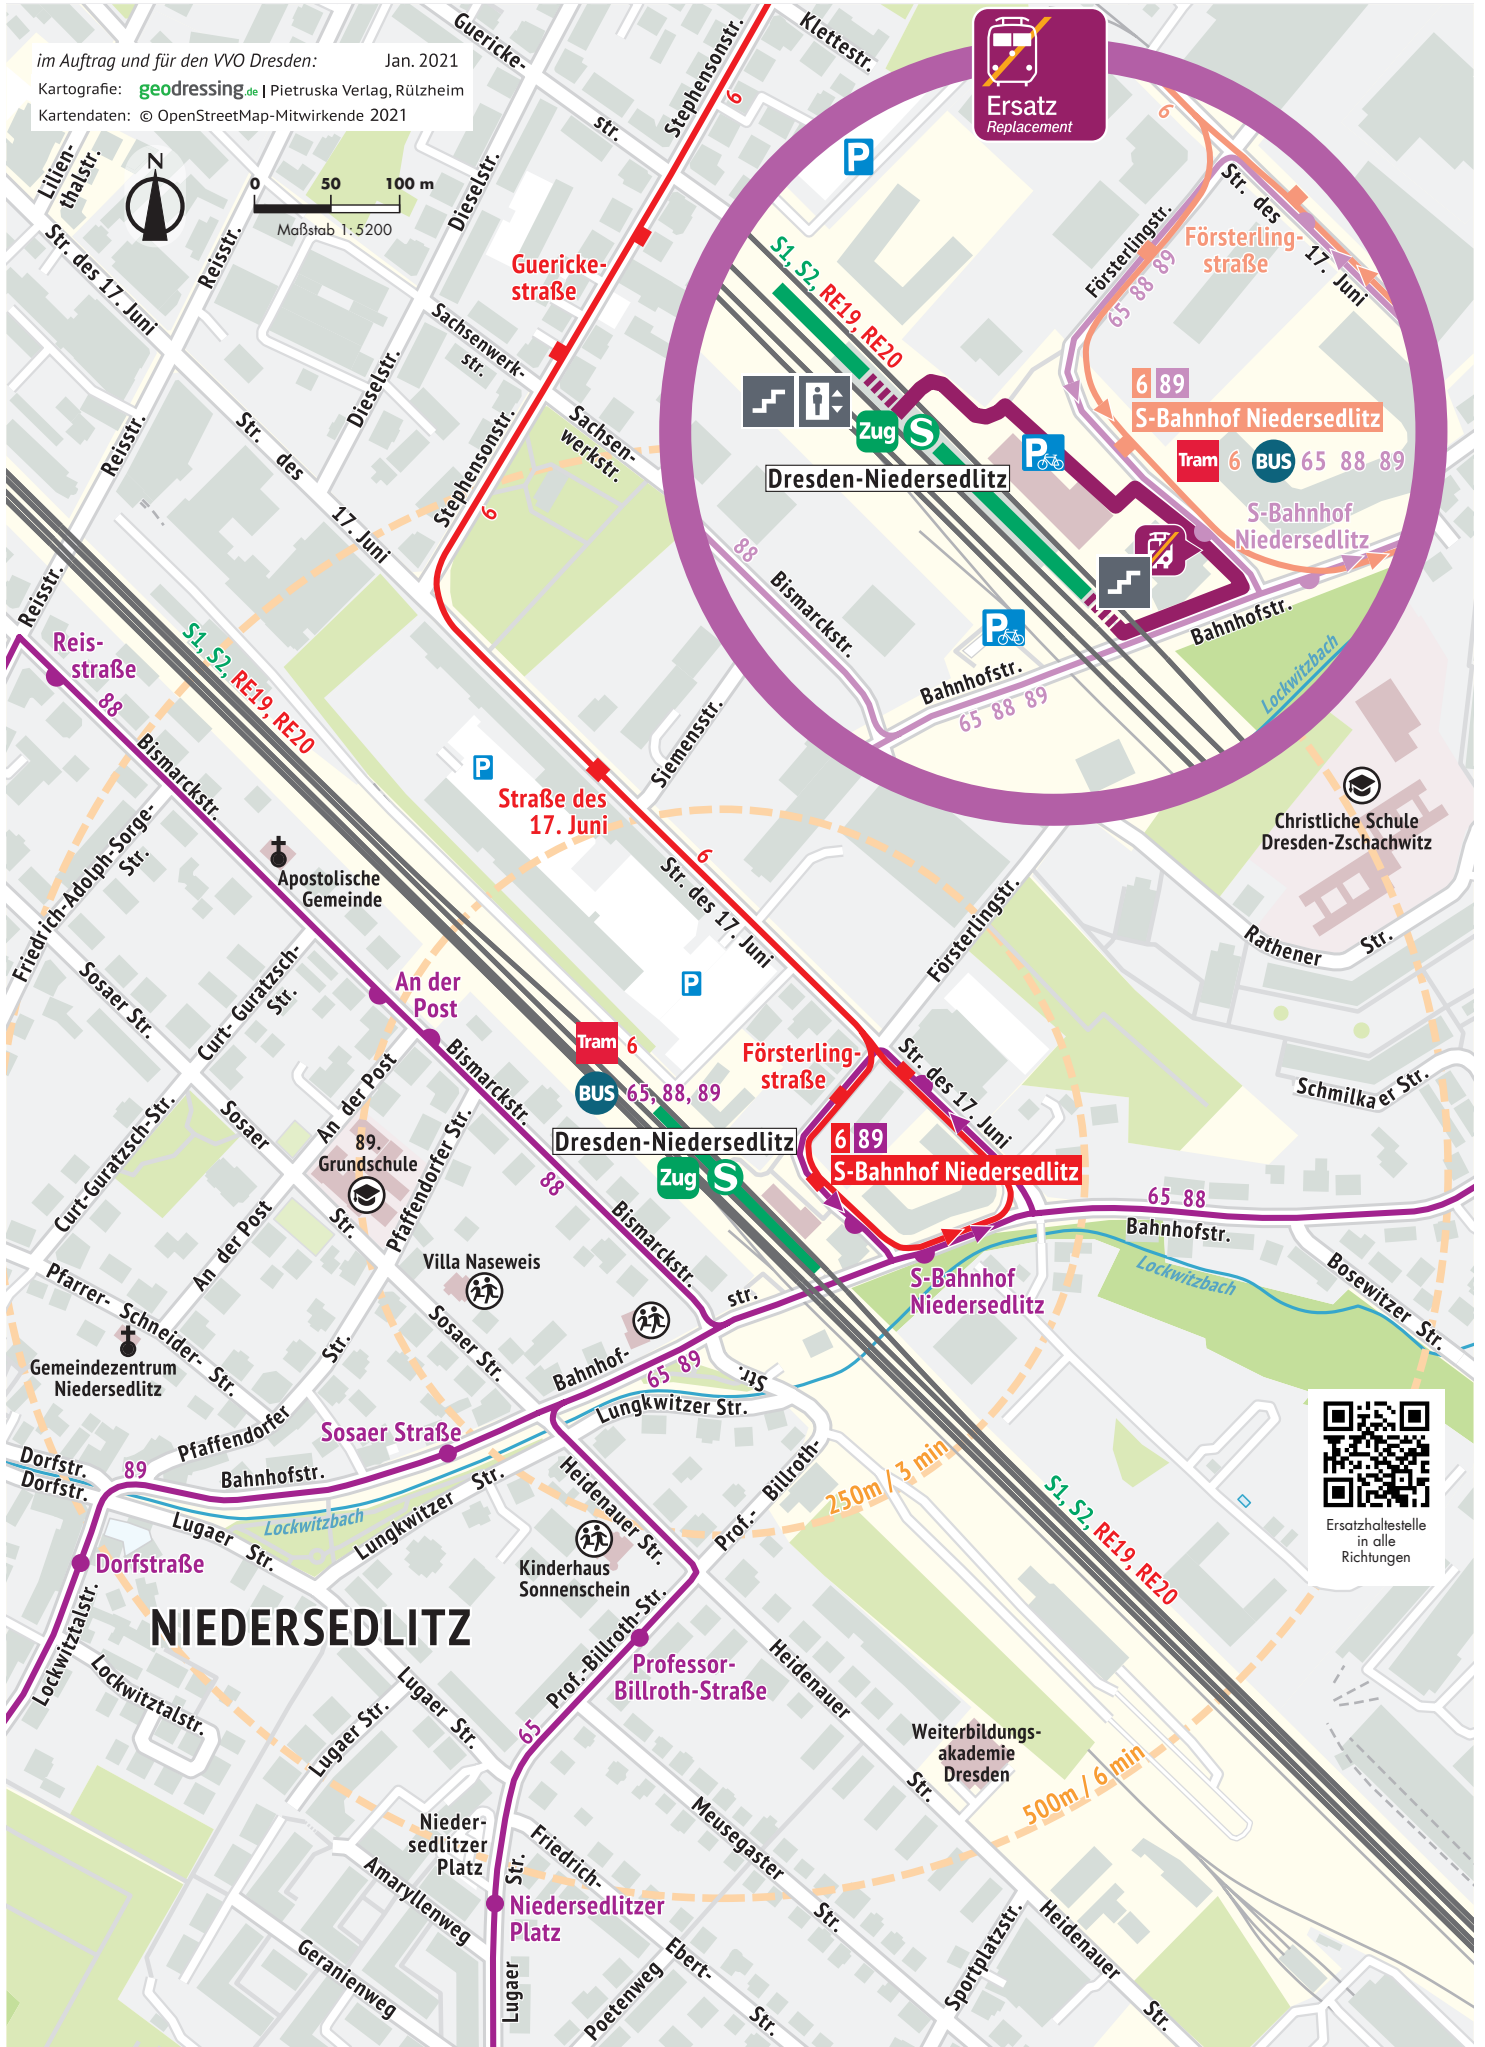 im Auftrag und für den VVO Dresden: Jan. 2021
Kartografie: geodressing.de | Pietruska Verlag, Rülzheim
Kartendaten: © OpenStreetMap-Mitwirkende 2021
N
0 50 100 m
Maßstab 1:5200
Guericke-
str.
Stephensonstr.
6
Klettestr.
Ersatz
Replacement
P
6
Lilien-
thalstr.
Dieselstr.
Reisstr.
Str. des 17. Juni
Guericke-
straße
Sachsenwerk-
str.
Dieselstr.
Reisstr.
Str. des 17. Juni
Stephensonstr.
6
Sachsen-
werkstr.
S1, S2, RE19, RE20
Försterlingstr.
65 88 89
Str. des 17. Juni
Försterling-
straße
6 89
S-Bahnhof Niedersedlitz
Tram 6 BUS 65 88 89
Zug S
P
Dresden-Niedersedlitz
S-Bahnhof
Niedersedlitz
88
Bismarckstr.
P
Bahnhofstr.
Bahnhofstr.
65 88 89
Lockwitzbach
Reisstr.
Reis-
straße
88
S1, S2, RE19, RE20
Bismarckstr.
P
Siemensstr.
Straße des
17. Juni
6
Str. des 17. Juni
Christliche Schule
Dresden-Zschachwitz
Friedrich-Adolph-Sorge-
Str.
Apostolische
Gemeinde
Försterlingstr.
Rathener Str.
Sosaer Str.
Curt- Guratzsch-
Str.
An der
Post
P
Tram 6
BUS 65, 88, 89
Försterling-
straße
Str. des 17. Juni
Schmilkaer Str.
Bismarckstr.
An der Post
Sosaer
Str.
Curt-Guratzsch-Str.
89.
Grundschule
Pfaffendorfer Str.
Dresden-Niedersedlitz
Zug S
6 89
S-Bahnhof Niedersedlitz
88
65 88
Bahnhofstr.
Bismarckstr.
An der Post
Villa Naseweis
S-Bahnhof
Niedersedlitz
Lockwitzbach
Bosewitzer Str.
Pfarrer- Schneider- Str.
Str.
Sosaer Str.
str.
Gemeindezentrum
Niedersedlitz
Bahnhof-
65 89
Str.
Lungkwitzer Str.
Sosaer Straße
Pfaffendorfer
Dorfstr.
Dorfstr.
89
Bahnhofstr.
Lockwitzbach
Lungkwitzer Str.
Lugaer Str.
Heidenauer Str.
Prof.- Billroth-
250m / 3 min
S1, S2, RE19, RE20
Ersatzhaltestelle
in alle
Richtungen
Dorfstraße
Kinderhaus
Sonnenschein
NIEDERSEDLITZ
Lockwitztalstr.
Lockwitztalstr.
Prof.-Billroth-Str.
Professor-
Billroth-Straße
65
Lugaer Str.
Lugaer Str.
Heidenauer
Str.
Weiterbildungs-
akademie
Dresden
500m / 6 min
Meusegaster
Str.
Nieder-
sedlitzer
Platz
Str.
Friedrich-
Amaryllenweg
Niedersedlitzer
Platz
Geranienweg
Lugaer
Ebert-
Str.
Poetenweg
Sportplatzstr.
Heidenauer
Str.